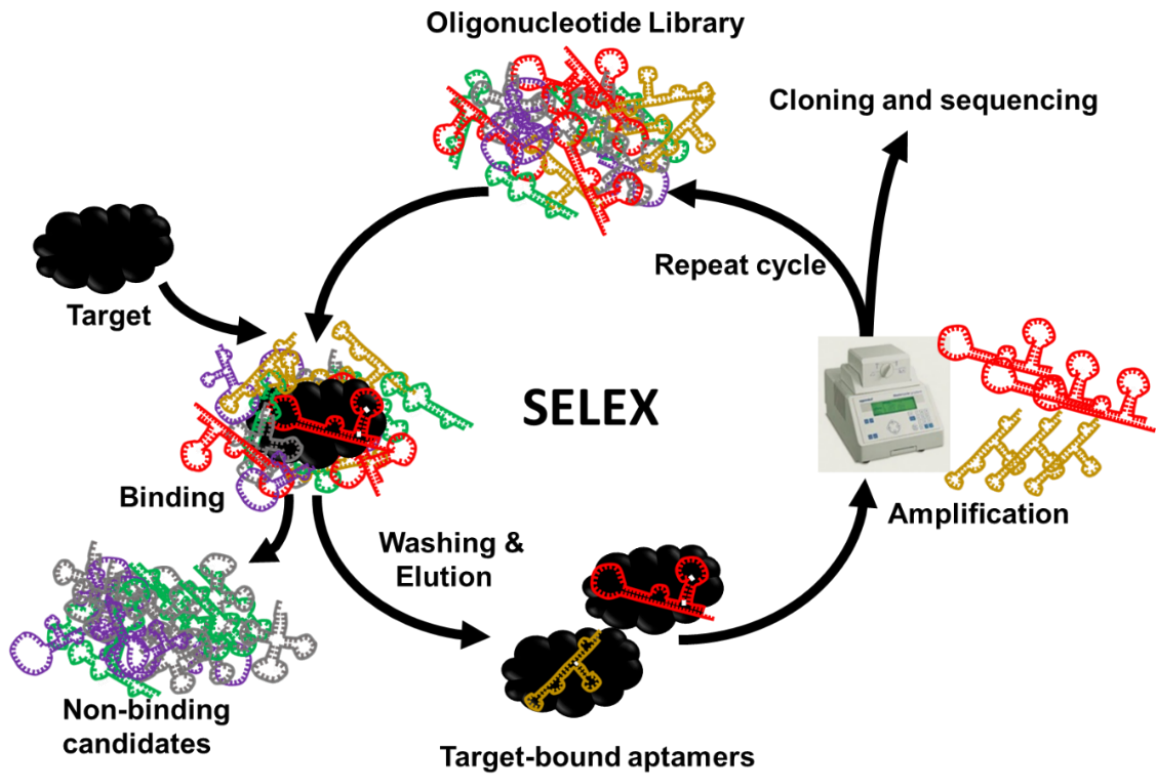 Oligonucleotide Library
Cloning and sequencing
Target
Repeat cycle
SELEX
Binding
Washing &
Elution
Amplification
Non-binding
candidates
Target-bound aptamers